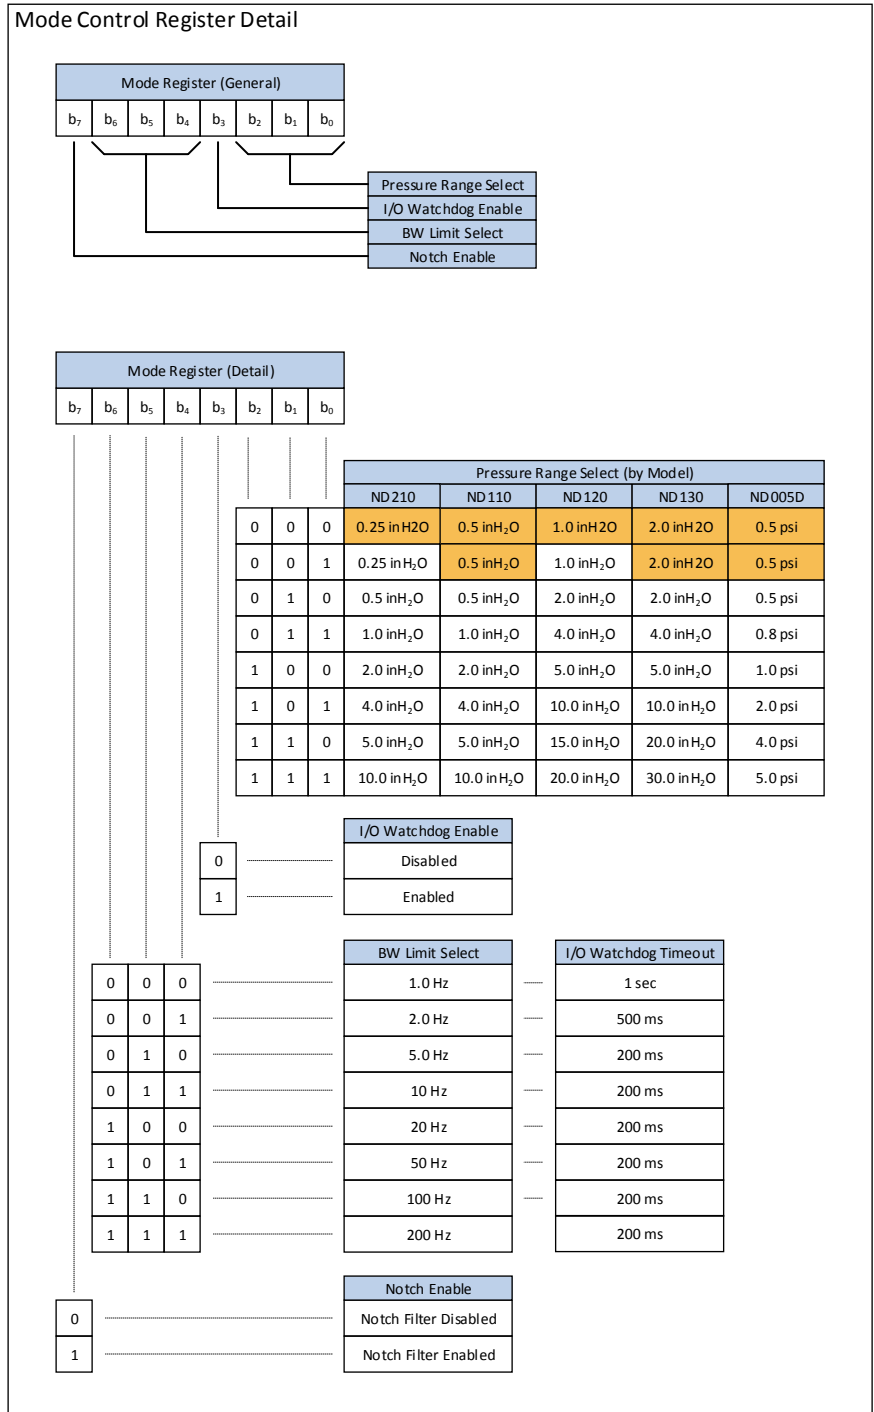 Mode Control Register Detail
Mode Register (General)
b₇ b₆ b₅ b₄ b₃ b₂ b₁ b₀
Pressure Range Select
I/O Watchdog Enable
BW Limit Select
Notch Enable
Mode Register (Detail)
b₇ b₆ b₅ b₄ b₃ b₂ b₁ b₀
Pressure Range Select (by Model)
ND210 ND110 ND120 ND130 ND005D
0 0 0 0.25 inH2O 0.5 inH₂O 1.0 inH2O 2.0 inH2O 0.5 psi
0 0 1 0.25 inH₂O 0.5 inH₂O 1.0 inH₂O 2.0 inH2O 0.5 psi
0 1 0 0.5 inH₂O 0.5 inH₂O 2.0 inH₂O 2.0 inH₂O 0.5 psi
0 1 1 1.0 inH₂O 1.0 inH₂O 4.0 inH₂O 4.0 inH₂O 0.8 psi
1 0 0 2.0 inH₂O 2.0 inH₂O 5.0 inH₂O 5.0 inH₂O 1.0 psi
1 0 1 4.0 inH₂O 4.0 inH₂O 10.0 inH₂O 10.0 inH₂O 2.0 psi
1 1 0 5.0 inH₂O 5.0 inH₂O 15.0 inH₂O 20.0 inH₂O 4.0 psi
1 1 1 10.0 inH₂O 10.0 inH₂O 20.0 inH₂O 30.0 inH₂O 5.0 psi
I/O Watchdog Enable
0 Disabled
1 Enabled
BW Limit Select I/O Watchdog Timeout
0 0 0 1.0 Hz 1 sec
0 0 1 2.0 Hz 500 ms
0 1 0 5.0 Hz 200 ms
0 1 1 10 Hz 200 ms
1 0 0 20 Hz 200 ms
1 0 1 50 Hz 200 ms
1 1 0 100 Hz 200 ms
1 1 1 200 Hz 200 ms
Notch Enable
0 Notch Filter Disabled
1 Notch Filter Enabled